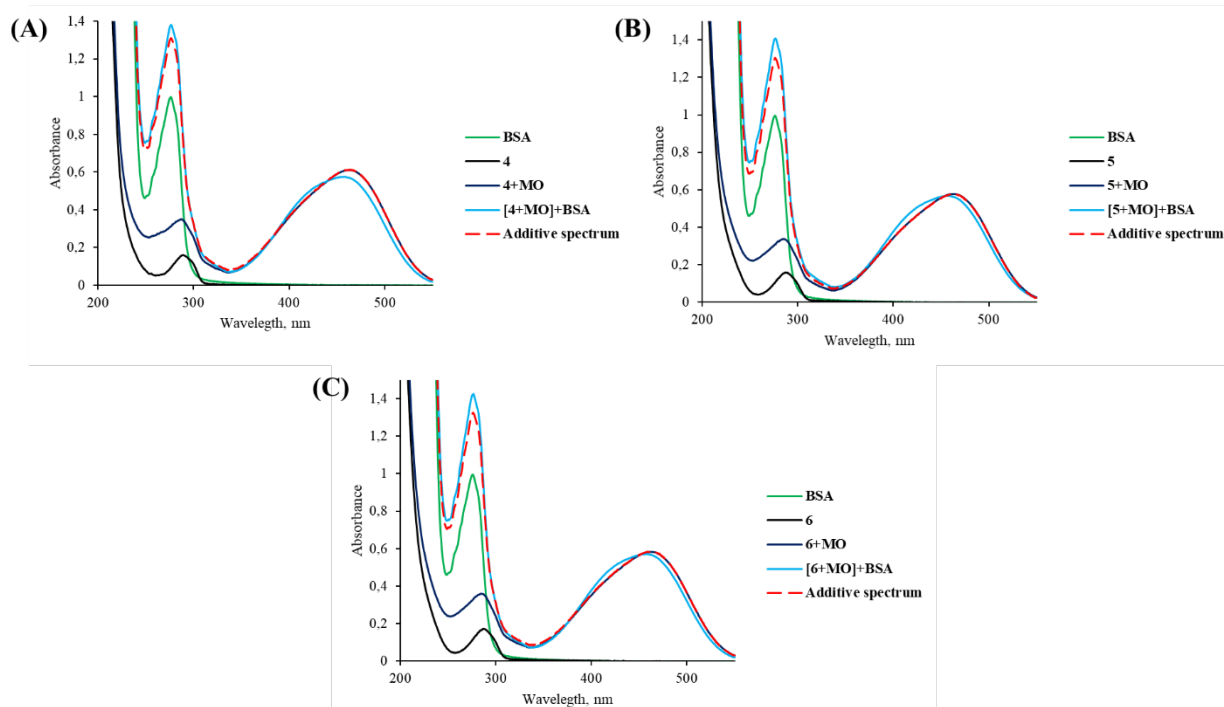 (A)
1.4
1.2
1
0.8
0.6
0.4
0.2
0
Absorbance
200
300
400
500
Wavelegth, nm
BSA
4
4+MO
[4+MO]+BSA
Additive spectrum
(B)
1,4
1,2
1
0,8
0,6
0,4
0,2
0
Absorbance
200
300
400
500
Wavelegth, nm
BSA
5
5+MO
[5+MO]+BSA
Additive spectrum
(C)
1,4
1,2
1
0,8
0,6
0,4
0,2
0
Absorbance
200
300
400
500
Wavelegth, nm
BSA
6
6+MO
[6+MO]+BSA
Additive spectrum